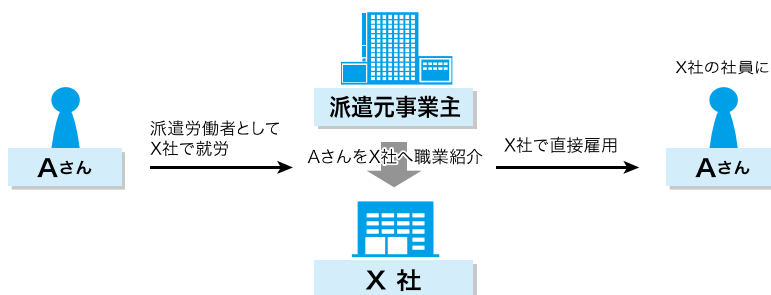 Aさん
派遣労働者として
X社で就労
派遣元事業主
AさんをX社へ職業紹介
X 社
X社で直接雇用
X社の社員に
Aさん